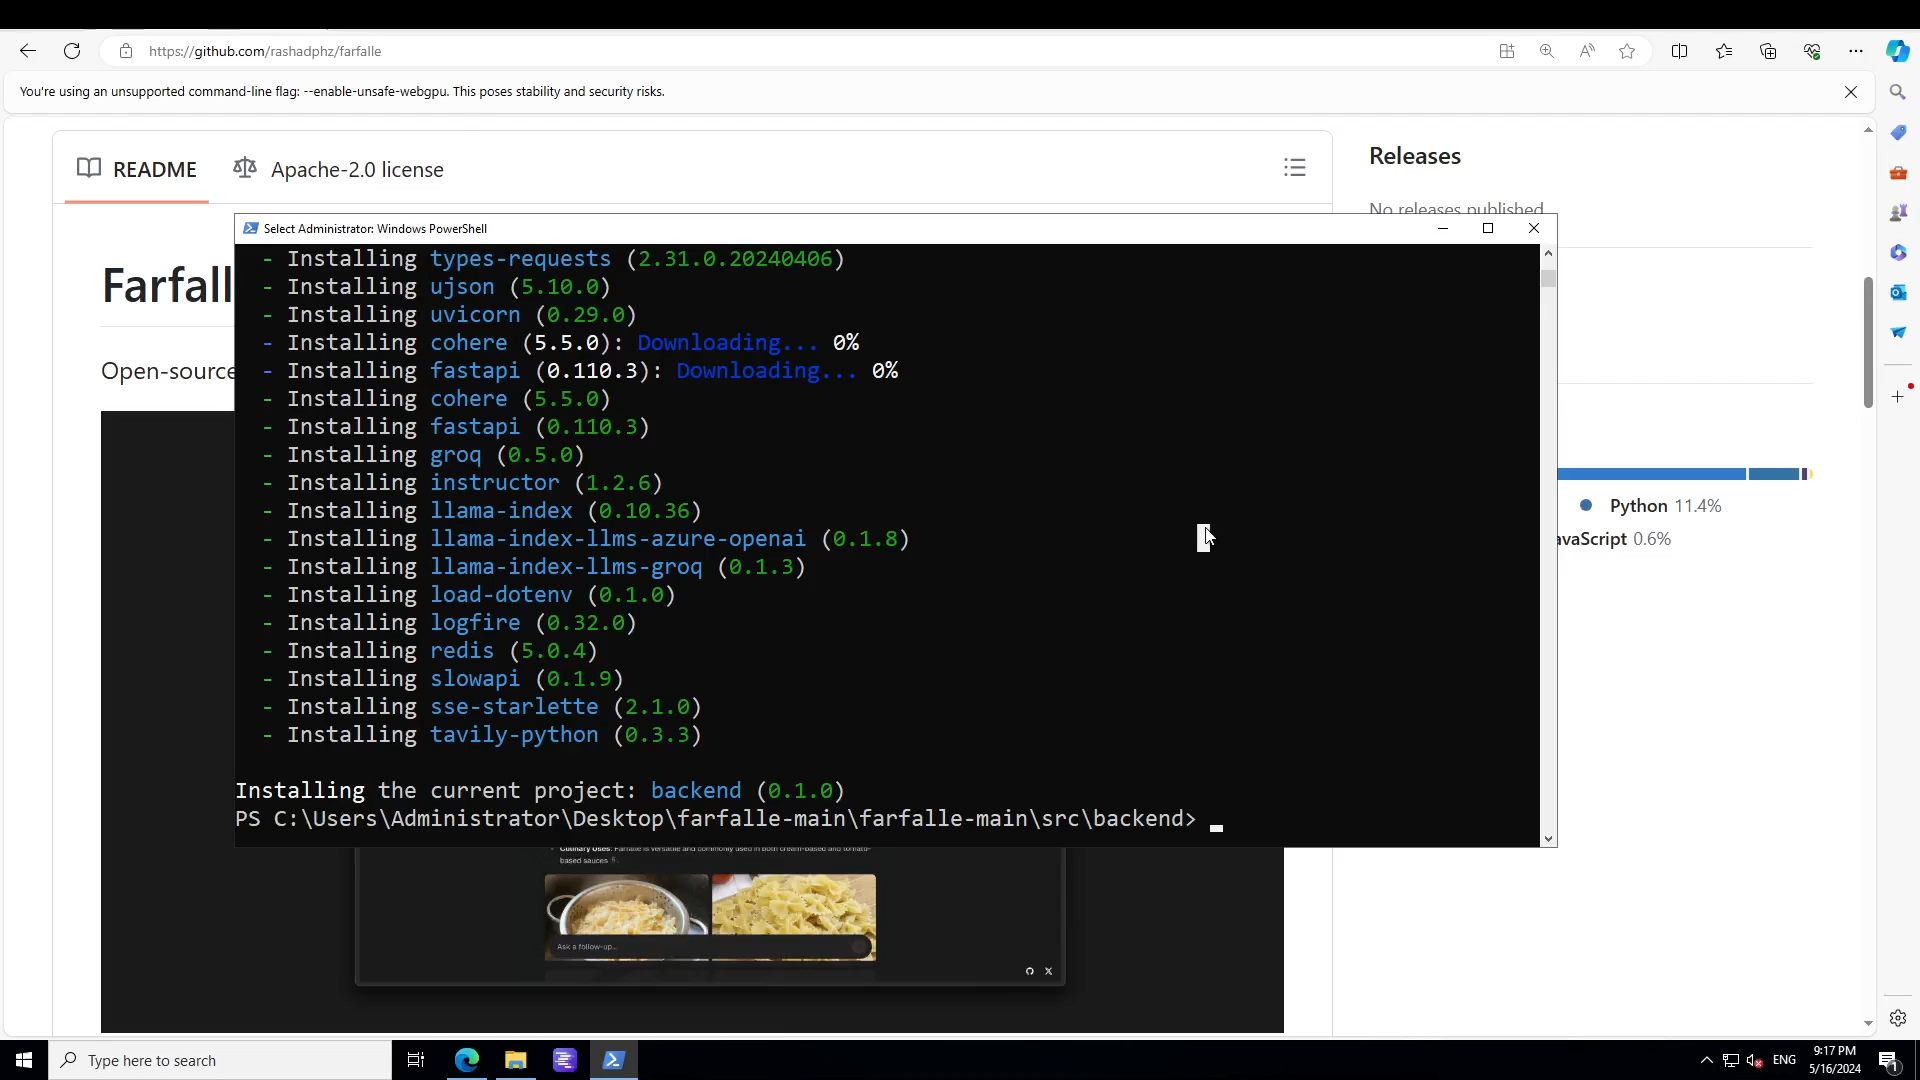 https://github.com/rashadphz/farfalle
You're using an unsupported command-line flag: --enable-unsafe-webgpu. This poses stability and security risks.
README
Apache-2.0 license
Releases
No releases published
Select Administrator: Windows PowerShell
Farfall
Open-source
- Installing types-requests (2.31.0.20240406)
- Installing ujson (5.10.0)
- Installing uvicorn (0.29.0)
- Installing cohere (5.5.0): Downloading... 0%
- Installing fastapi (0.110.3): Downloading... 0%
- Installing cohere (5.5.0)
- Installing fastapi (0.110.3)
- Installing groq (0.5.0)
- Installing instructor (1.2.6)
- Installing llama-index (0.10.36)
- Installing llama-index-llms-azure-openai (0.1.8)
- Installing llama-index-llms-groq (0.1.3)
- Installing load-dotenv (0.1.0)
- Installing logfire (0.32.0)
- Installing redis (5.0.4)
- Installing slowapi (0.1.9)
- Installing sse-starlette (2.1.0)
- Installing tavily-python (0.3.3)
Installing the current project: backend (0.1.0)
PS C:\Users\Administrator\Desktop\farfalle-main\farfalle-main\src\backend>
Python 11.4%
avaScript 0.6%
based sauces
Ask a follow-up...
Type here to search
ENG
9:17 PM
5/16/2024
1